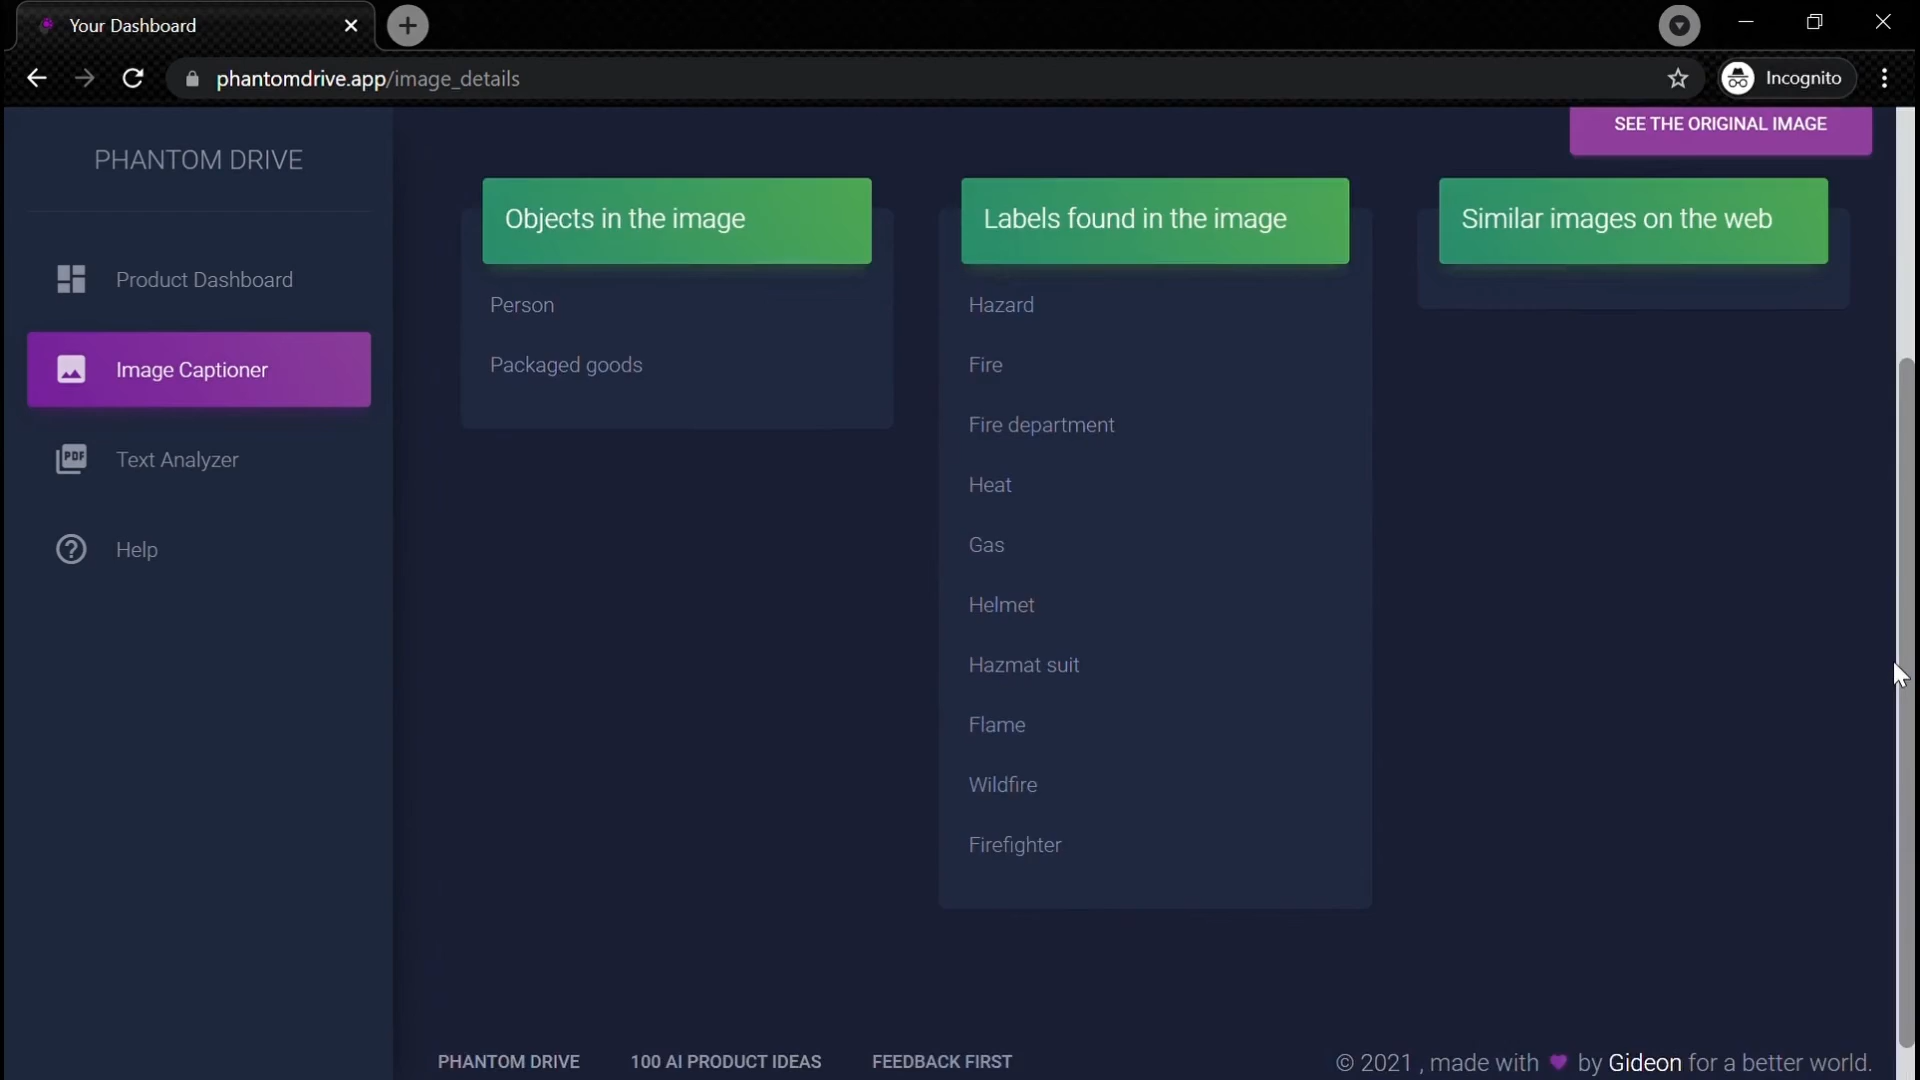 Your Dashboard
phantomdrive.app/image_details
Incognito
PHANTOM DRIVE
Product Dashboard
Image Captioner
PDF
Text Analyzer
? Help
SEE THE ORIGINAL IMAGE
Objects in the image
Person
Packaged goods
Labels found in the image
Hazard
Fire
Fire department
Heat
Gas
Helmet
Hazmat suit
Flame
Wildfire
Firefighter
Similar images on the web
PHANTOM DRIVE 100 AI PRODUCT IDEAS FEEDBACK FIRST
© 2021 , made with ♥ by Gideon for a better world.